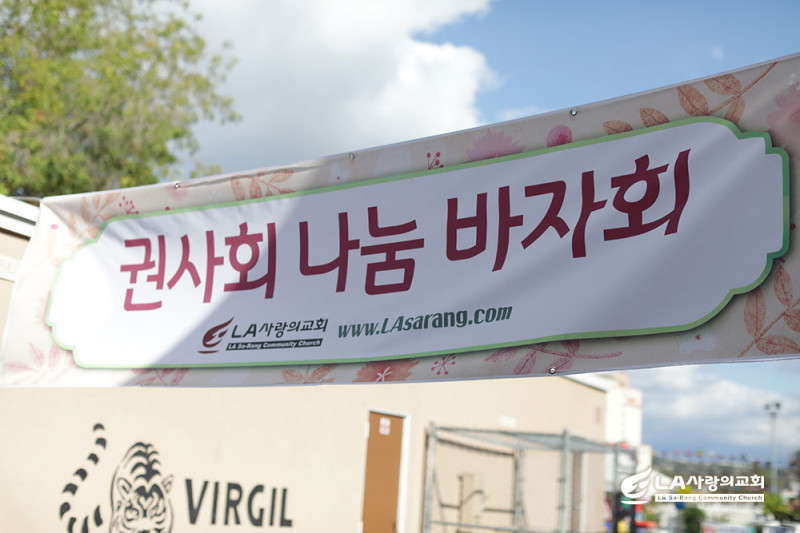 권사회 나눔 바자회
LA사랑의교회 www.LAsarang.com
LA Sa-Rang Community Church
VIRGIL
LA사랑의교회
LA Sa-Rang Community Church